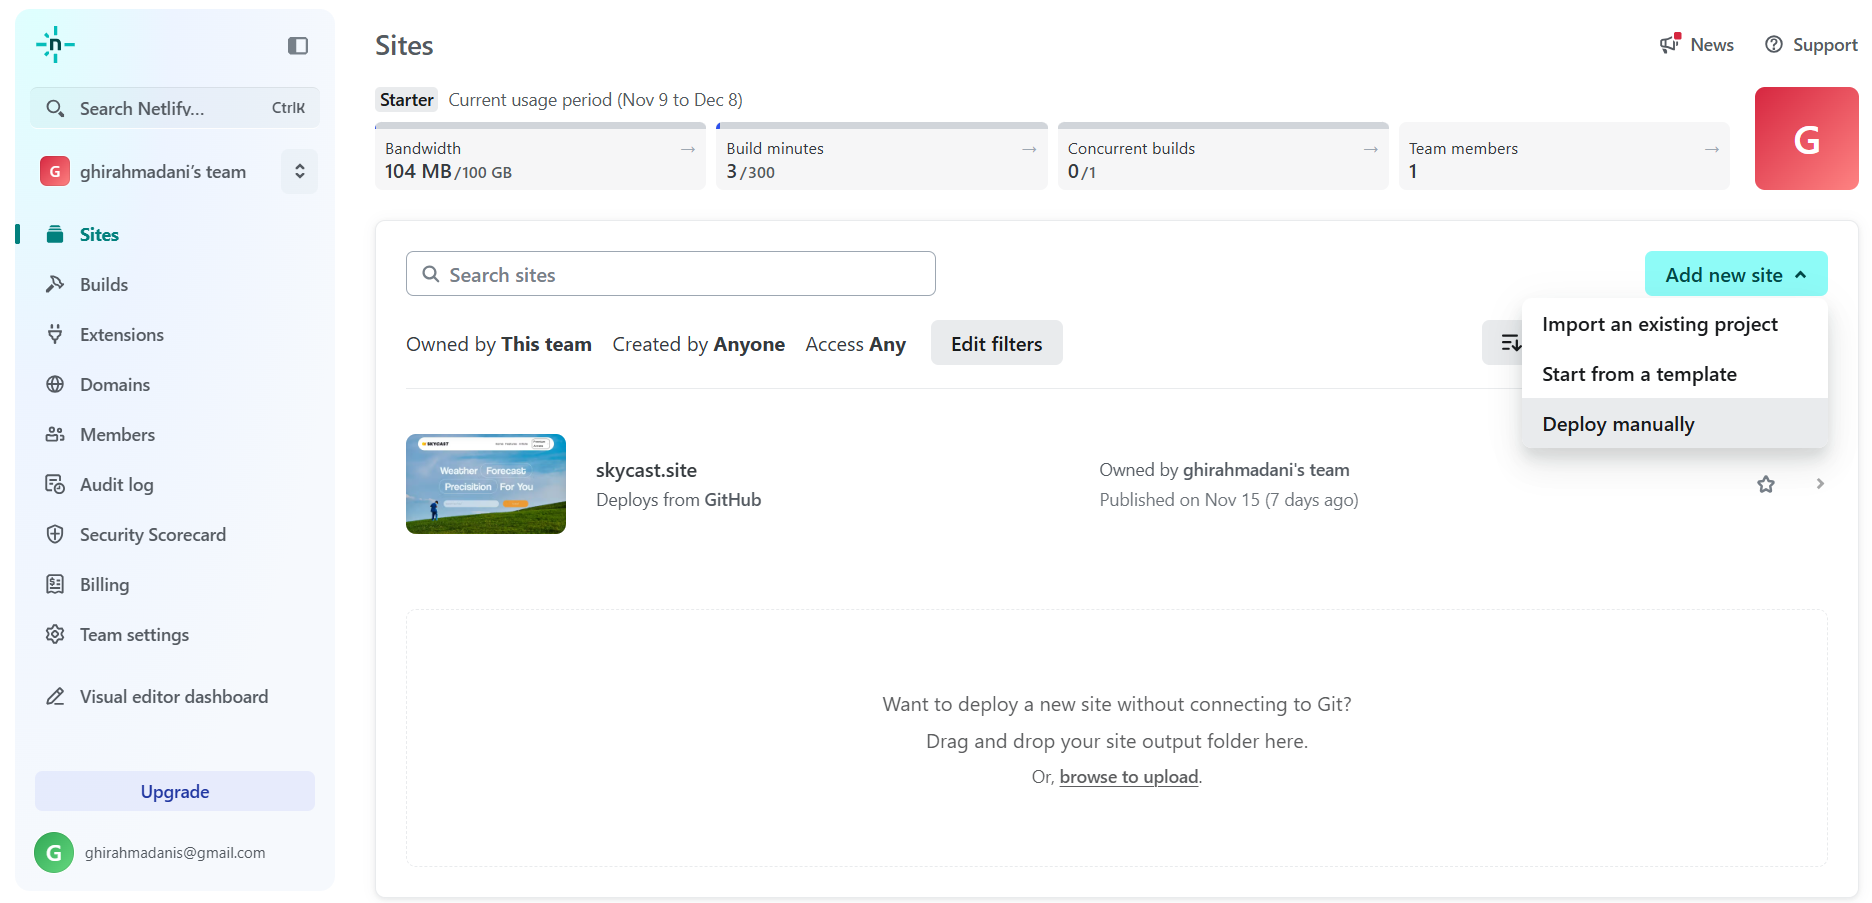 n
Search Netlify...
CtrlK
G
ghirahmadani's team
Sites
Builds
Extensions
Domains
Members
Audit log
Security Scorecard
Billing
Team settings
Visual editor dashboard
Upgrade
G
ghirahmadanis@gmail.com
Sites
News
Support
Starter Current usage period (Nov 9 to Dec 8)
Bandwidth →
104 MB/100 GB
Build minutes →
3/300
Concurrent builds →
0/1
Team members →
1
G
Search sites
Add new site
Import an existing project
Start from a template
Deploy manually
Owned by This team Created by Anyone Access Any
Edit filters
SKYCAST
Weather Forecast
Precisition For You
skycast.site
Deploys from GitHub
Owned by ghirahmadani's team
Published on Nov 15 (7 days ago)
Want to deploy a new site without connecting to Git?
Drag and drop your site output folder here.
Or, browse to upload.